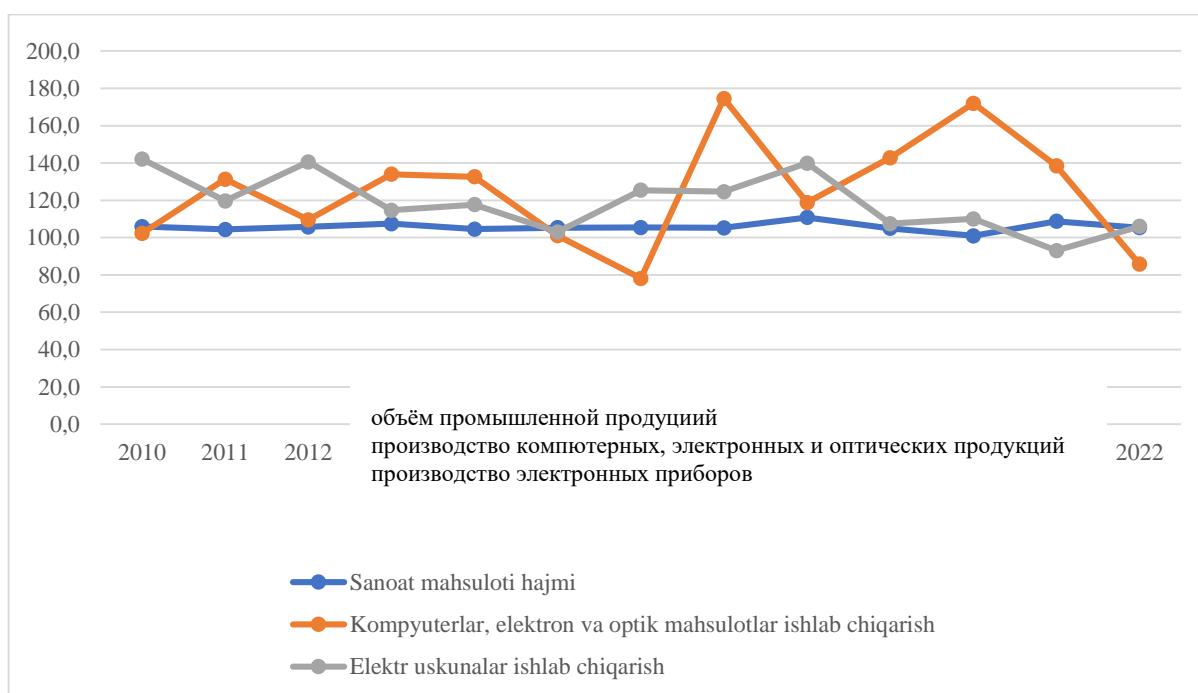 200,0
180,0
160,0
140,0
120,0
100,0
80,0
60,0
40,0
20,0
0,0
2010 2011 2012 2022
объём промышленной продуциий
производство компютерных, электронных и оптических продукций
производство электронных приборов
Sanoat mahsuloti hajmi
Kompyuterlar, elektron va optik mahsulotlar ishlab chiqarish
Elektr uskunalar ishlab chiqarish